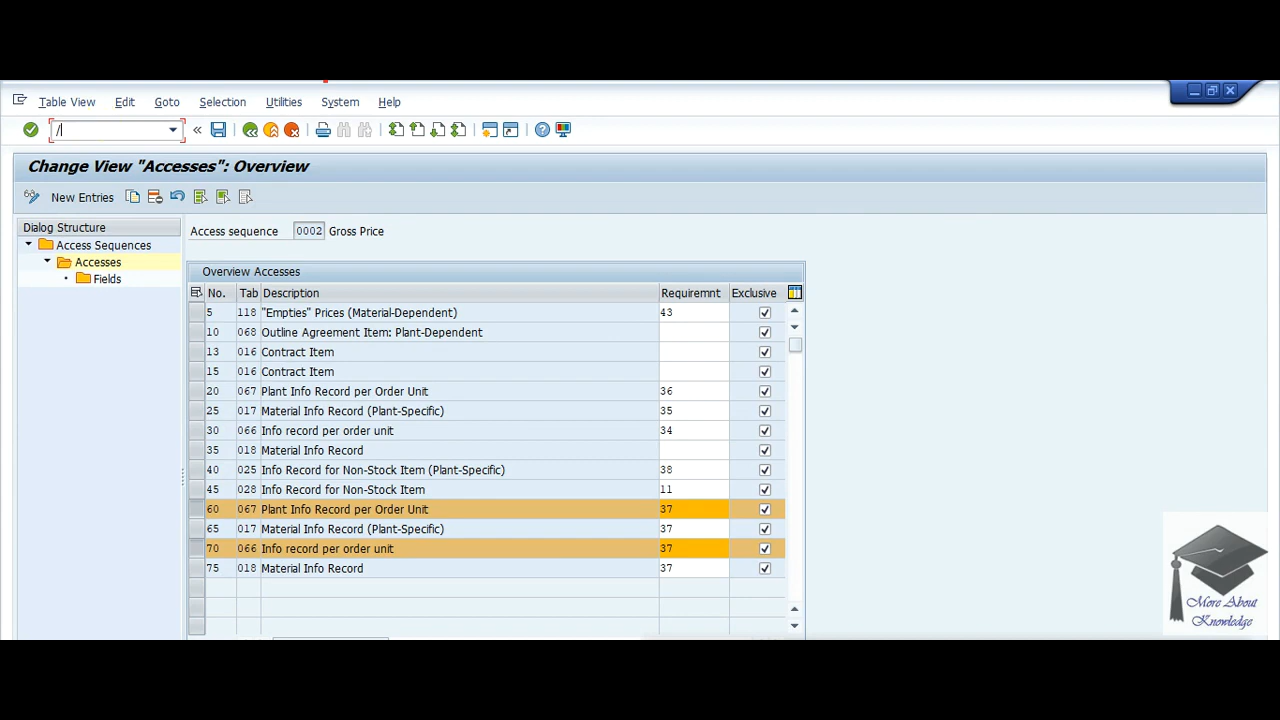 Table View Edit Goto Selection Utilities System Help
/
Change View "Accesses": Overview
New Entries
Dialog Structure
Access Sequences
Accesses
Fields
Access sequence 0002 Gross Price
Overview Accesses
No. Tab Description Requiremnt Exclusive
5 118 "Empties" Prices (Material-Dependent) 43
10 068 Outline Agreement Item: Plant-Dependent
13 016 Contract Item
15 016 Contract Item
20 067 Plant Info Record per Order Unit 36
25 017 Material Info Record (Plant-Specific) 35
30 066 Info record per order unit 34
35 018 Material Info Record
40 025 Info Record for Non-Stock Item (Plant-Specific) 38
45 028 Info Record for Non-Stock Item 11
60 067 Plant Info Record per Order Unit 37
65 017 Material Info Record (Plant-Specific) 37
70 066 Info record per order unit 37
75 018 Material Info Record 37
More About
Knowledge